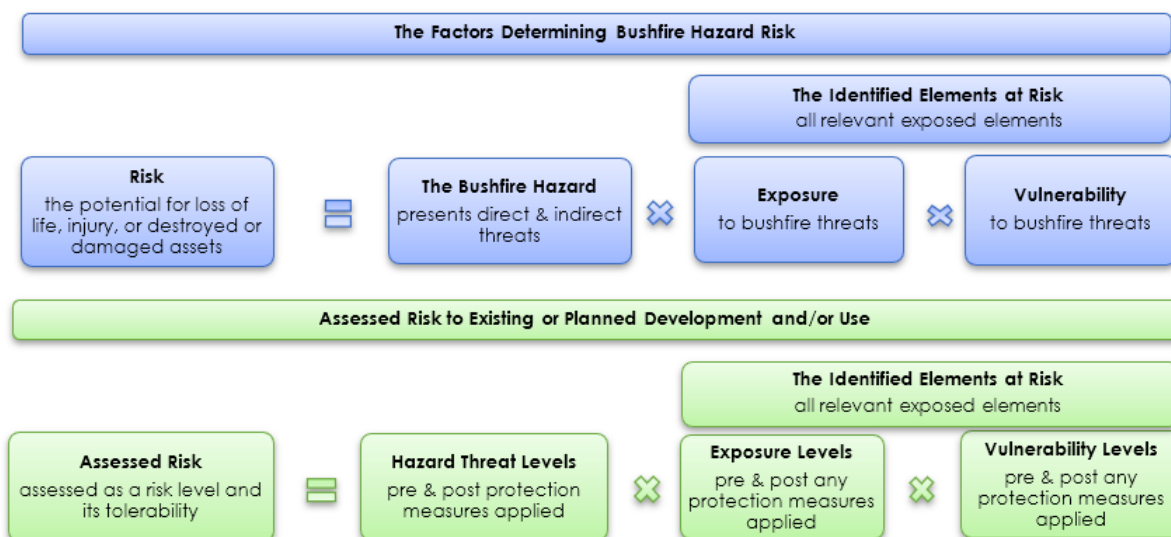 The Factors Determining Bushfire Hazard Risk
The Identified Elements at Risk
all relevant exposed elements
Risk
the potential for loss of
life, injury, or destroyed or
damaged assets
The Bushfire Hazard
presents direct & indirect
threats
Exposure
to bushfire threats
Vulnerability
to bushfire threats
Assessed Risk to Existing or Planned Development and/or Use
The Identified Elements at Risk
all relevant exposed elements
Assessed Risk
assessed as a risk level and
its tolerability
Hazard Threat Levels
pre & post protection
measures applied
Exposure Levels
pre & post any
protection measures
applied
Vulnerability Levels
pre & post any
protection measures
applied